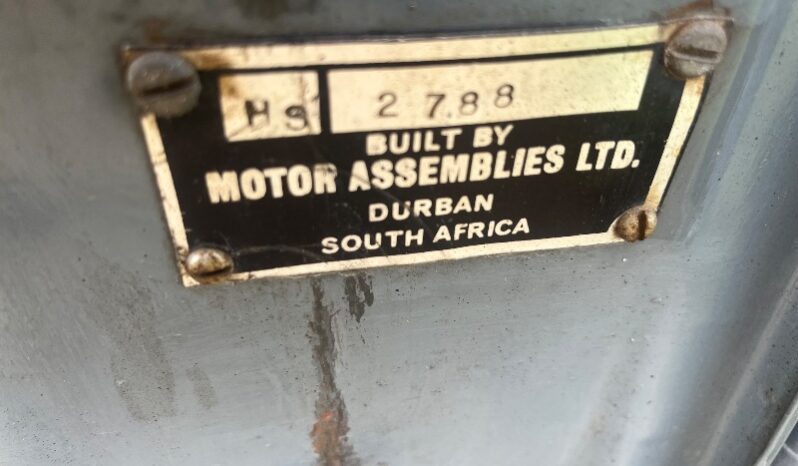 HS 2788
BUILT BY
MOTOR ASSEMBLIES LTD.
DURBAN
SOUTH AFRICA